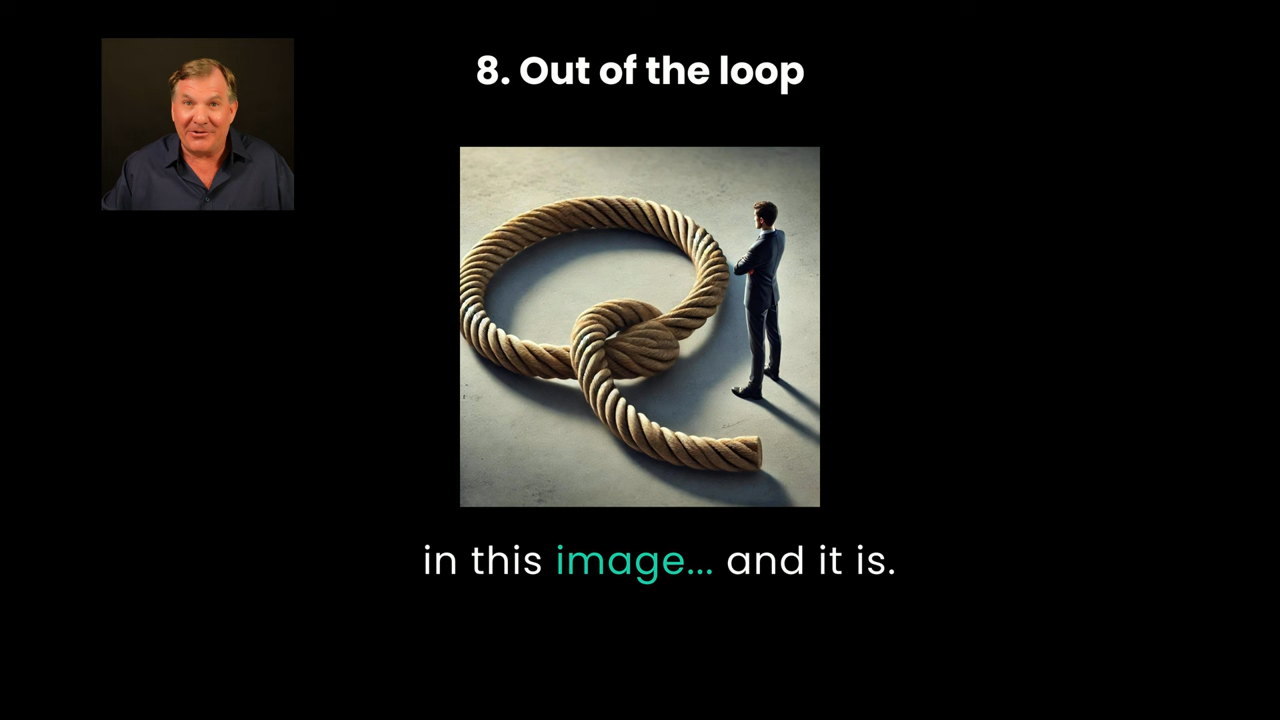 8. Out of the loop
in this image... and it is.